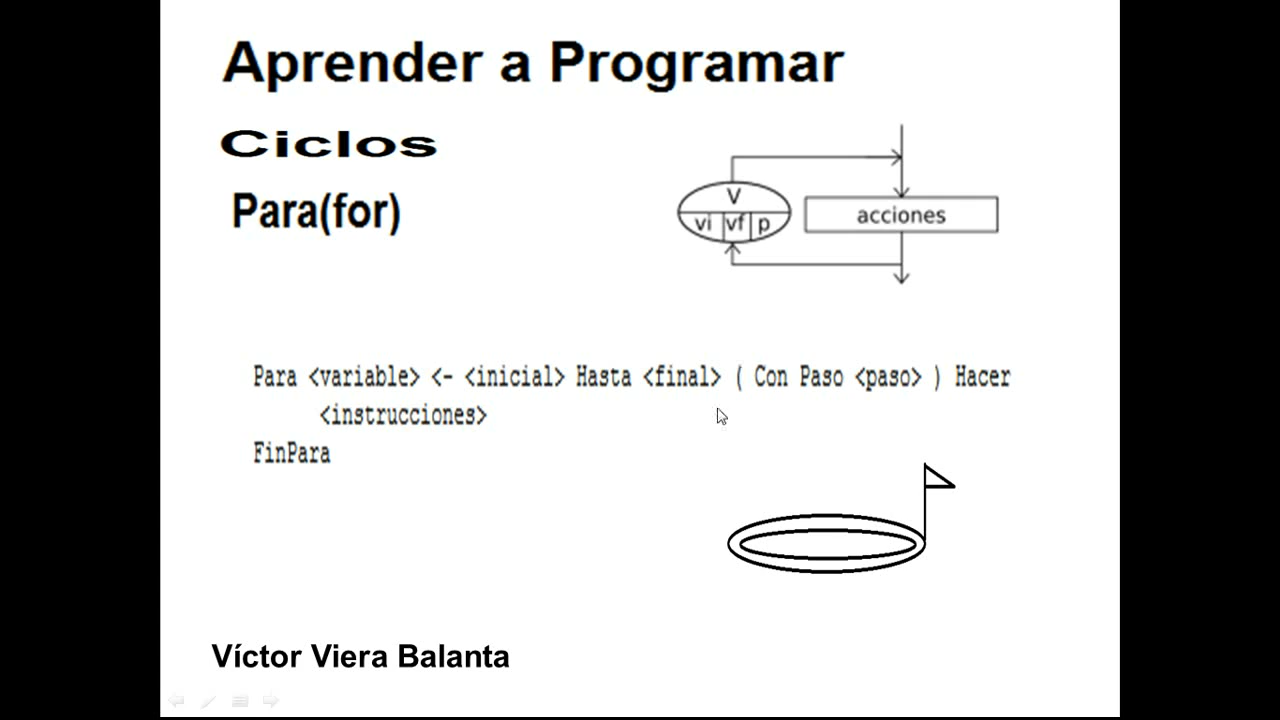 Aprender a Programar
Ciclos
Para(for)
V
vi vf p
acciones
Para <variable> <- <inicial> Hasta <final> ( Con Paso <paso> ) Hacer
<instrucciones>
FinPara
Víctor Viera Balanta